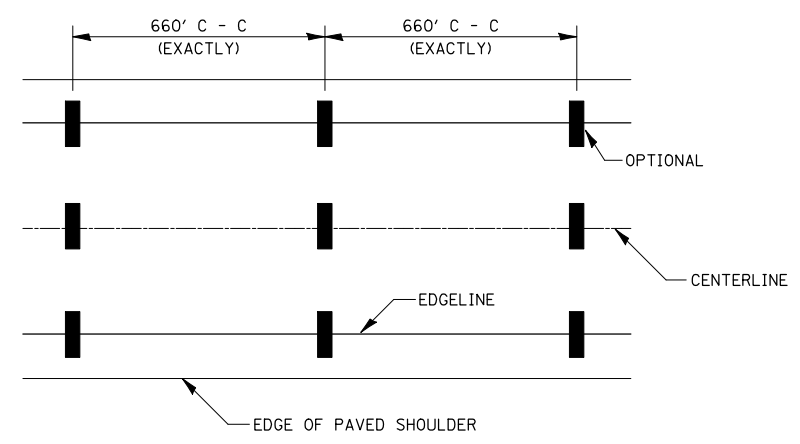 660' C - C
(EXACTLY)
660' C - C
(EXACTLY)
OPTIONAL
CENTERLINE
EDGELINE
EDGE OF PAVED SHOULDER